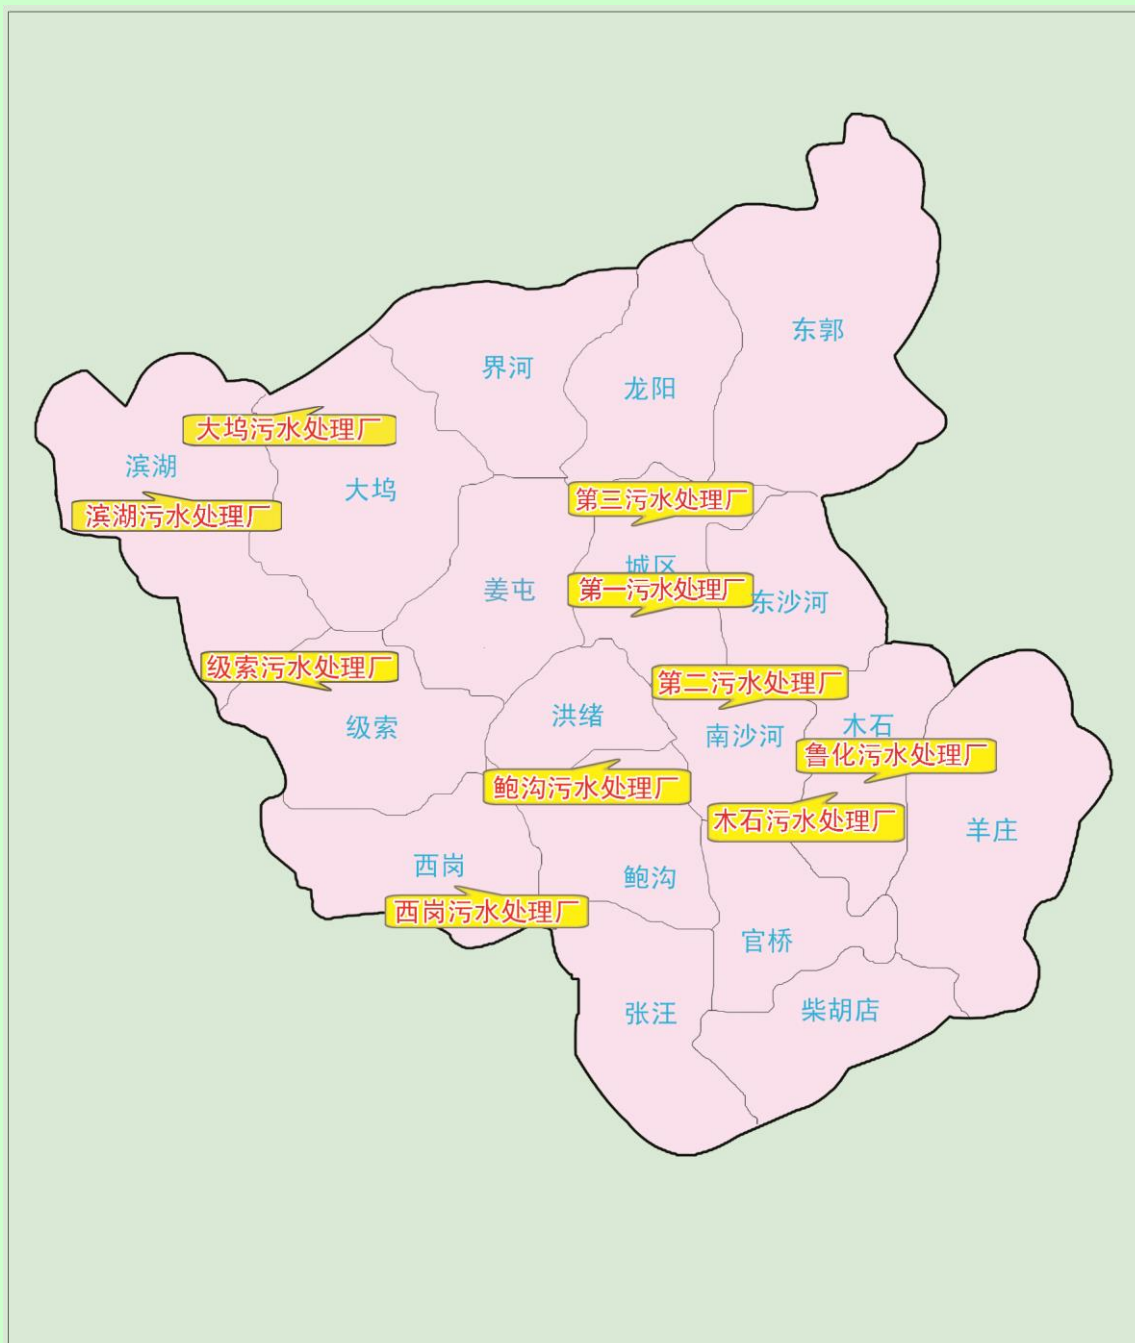 东郭
界河
龙阳
大坞污水处理厂
滨湖
大坞
第三污水处理厂
滨湖污水处理厂
城区
姜屯
第一污水处理厂
东沙河
级索污水处理厂
第二污水处理厂
洪绪
级索
南沙河
木石
鲁化污水处理厂
鲍沟污水处理厂
木石污水处理厂
羊庄
西岗
鲍沟
西岗污水处理厂
官桥
张汪
柴胡店